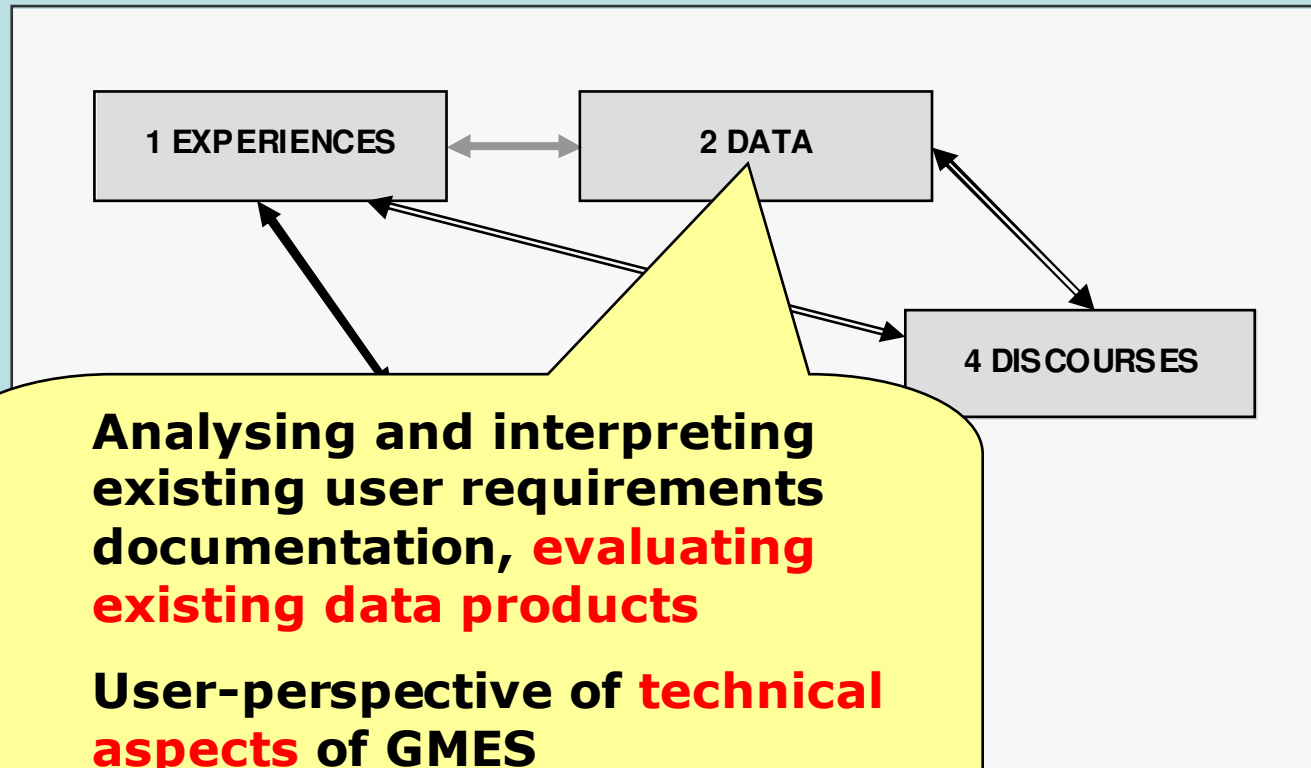 1 EXPERIENCES
2 DATA
4 DISCOURSES
Analysing and interpreting
existing user requirements
documentation, evaluating
existing data products
User-perspective of technical
aspects of GMES